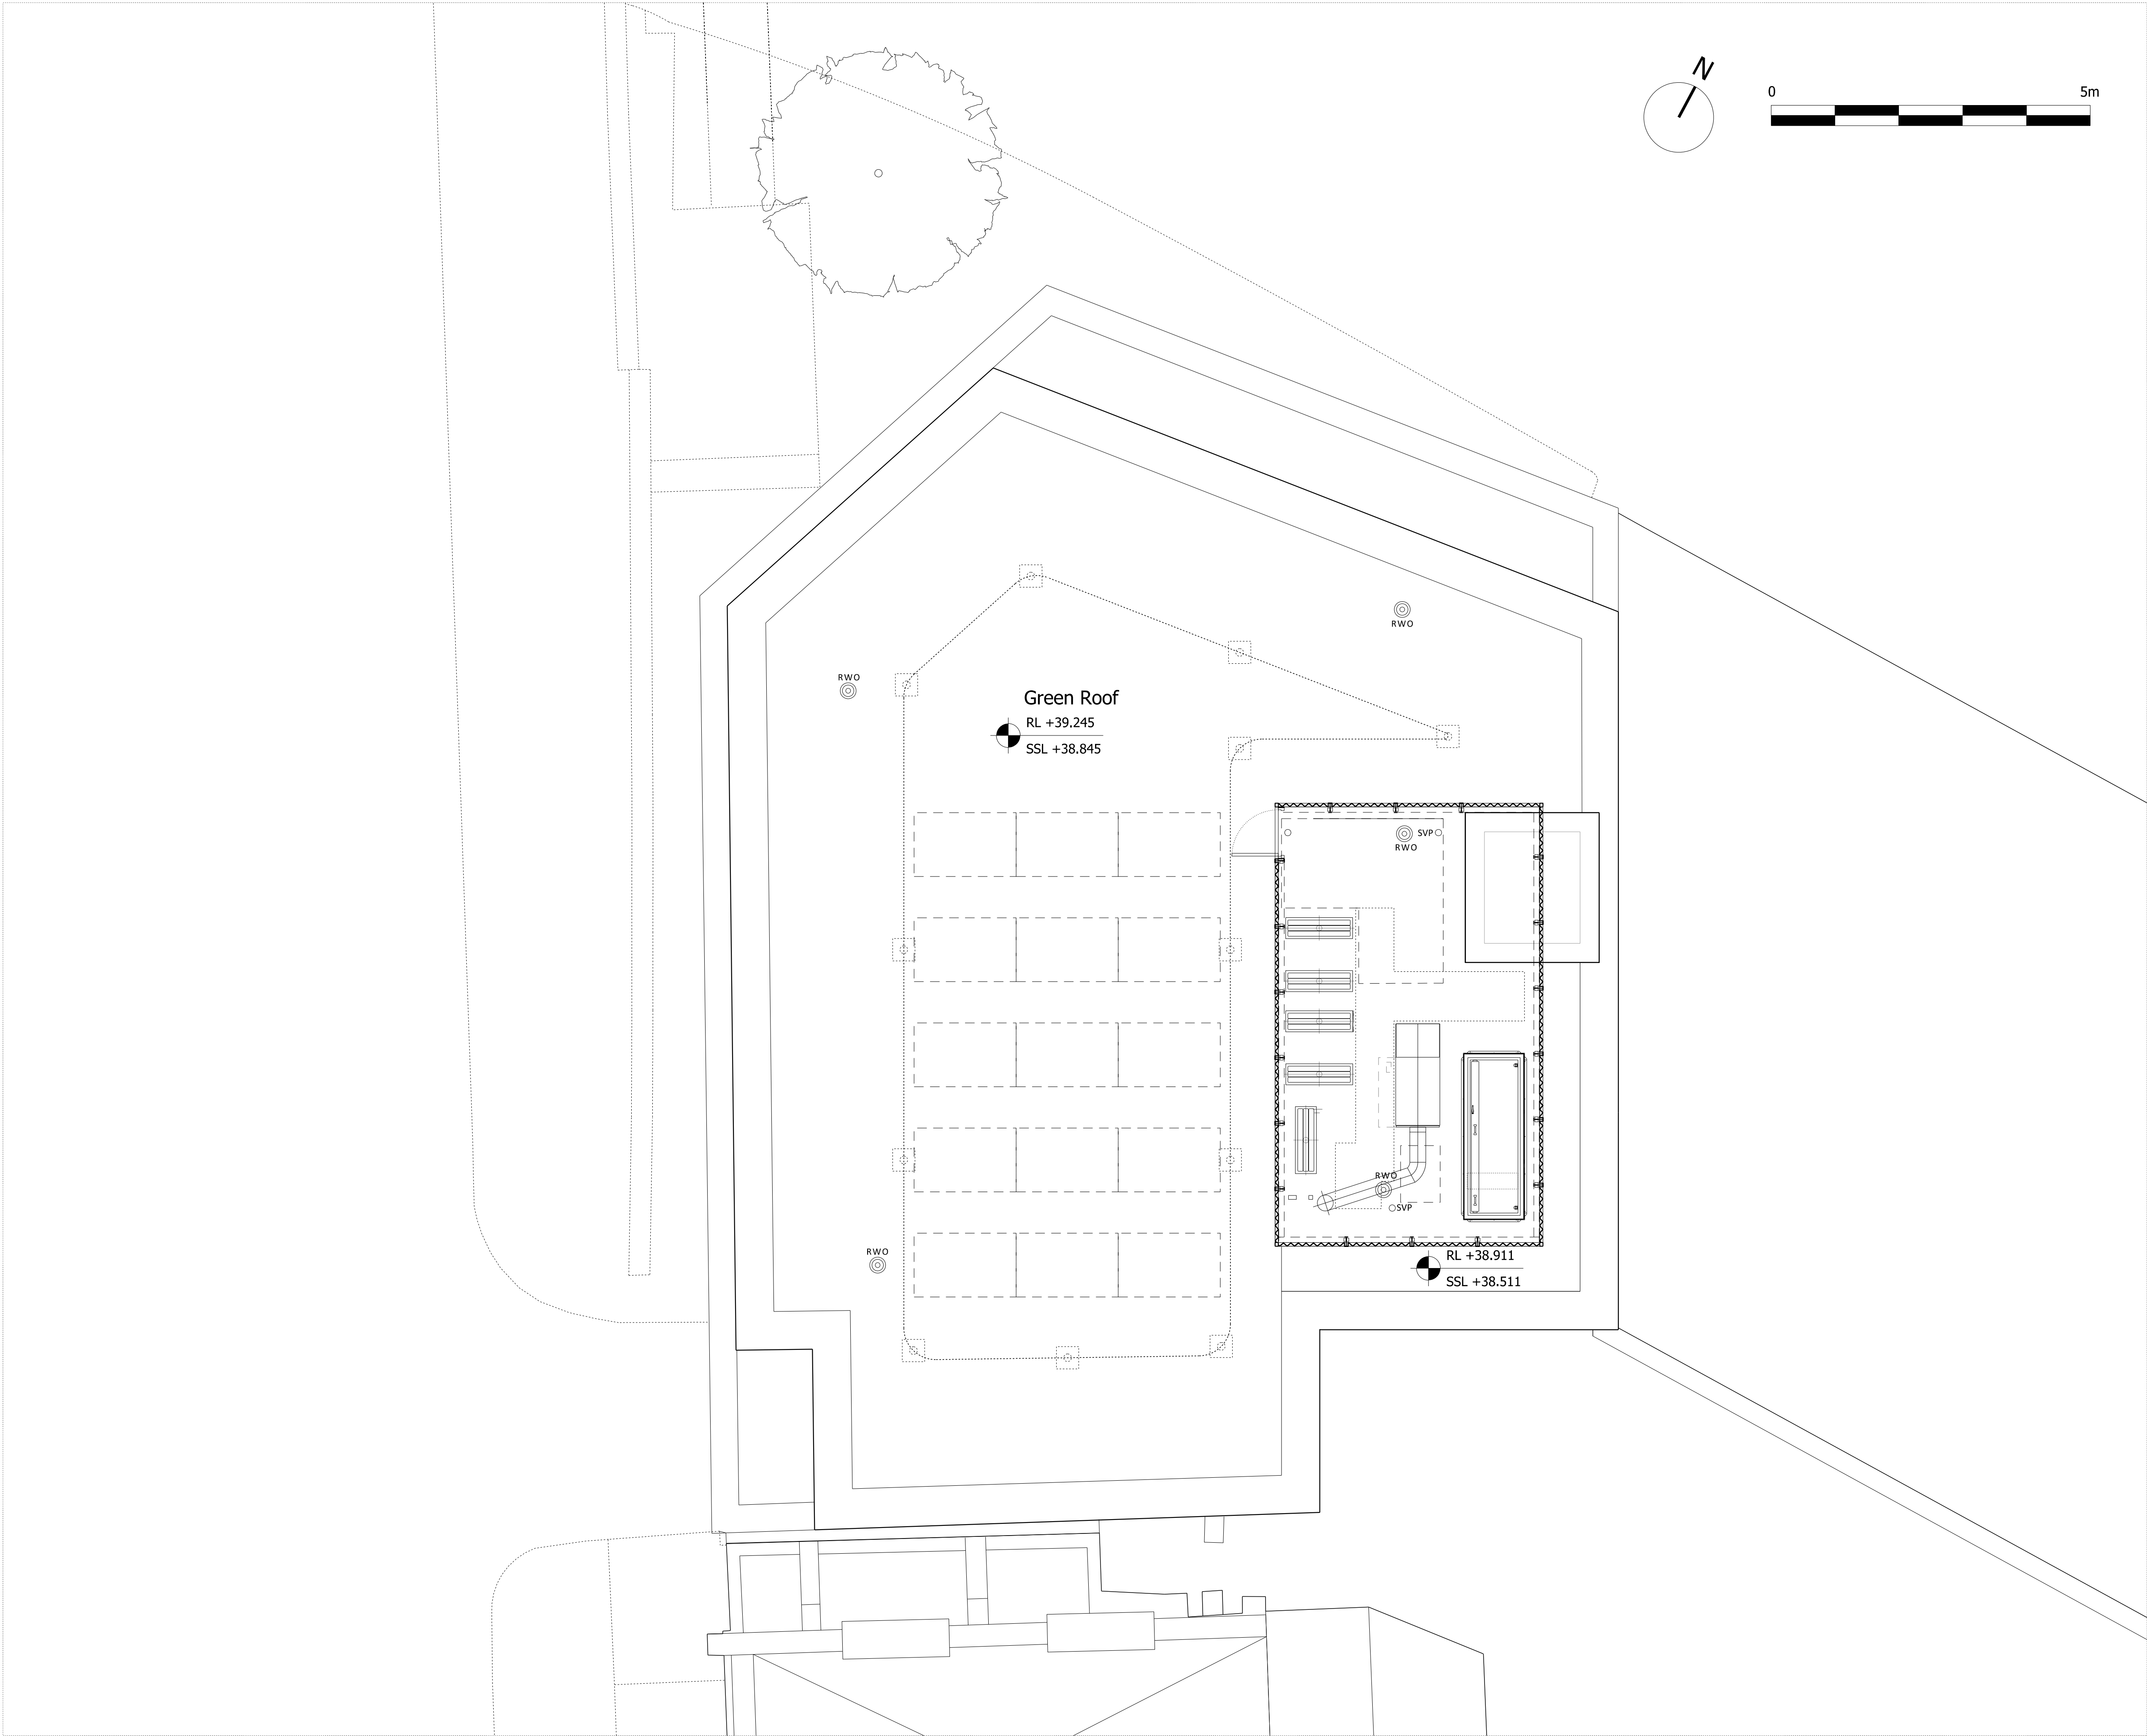 N
0 5m
RWO
RWO
Green Roof
RL +39.245
SSL +38.845
SVP
RWO
RWO
SVP
RWO
RL +38.911
SSL +38.511